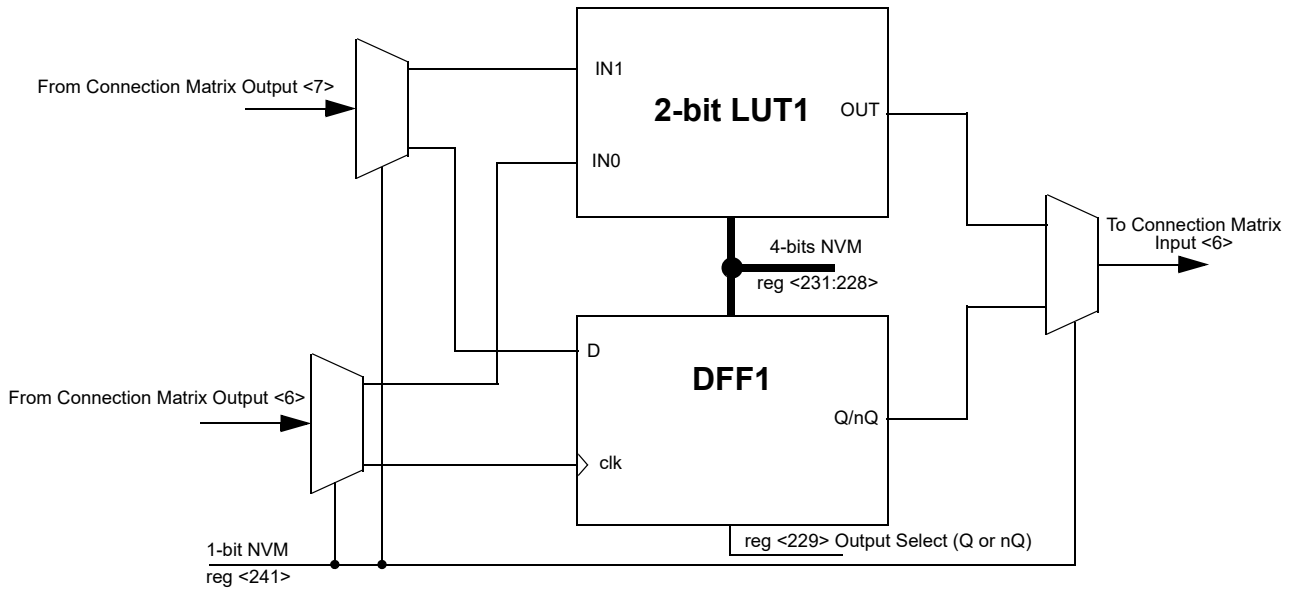 From Connection Matrix Output <7>
IN1
2-bit LUT1
OUT
IN0
4-bits NVM
reg <231:228>
To Connection Matrix
Input <6>
D
DFF1
From Connection Matrix Output <6>
Q/nQ
clk
reg <229> Output Select (Q or nQ)
1-bit NVM
reg <241>